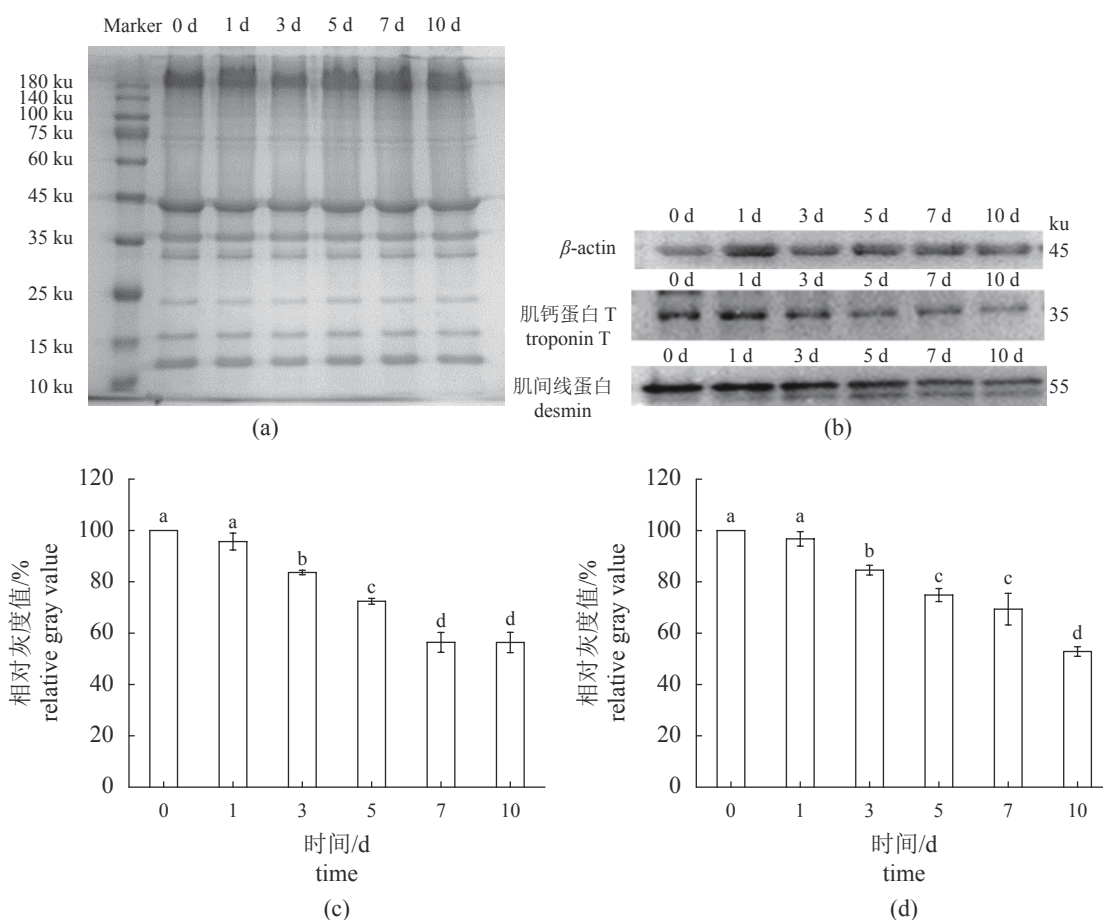 Marker 0 d 1 d 3 d 5 d 7 d 10 d
180 ku
140 ku
100 ku
75 ku
60 ku
45 ku
35 ku
25 ku
15 ku
10 ku
(a)
0 d 1 d 3 d 5 d 7 d 10 d ku
β-actin 45
0 d 1 d 3 d 5 d 7 d 10 d
肌钙蛋白 T
troponin T
35
0 d 1 d 3 d 5 d 7 d 10 d
肌间线蛋白
desmin
55
(b)
相对灰度值/%
relative gray value
120
100
80
60
40
20
0
a a b c d d
0 1 3 5 7 10
时间/d
time
(c)
相对灰度值/%
relative gray value
120
100
80
60
40
20
0
a a b c c d
0 1 3 5 7 10
时间/d
time
(d)